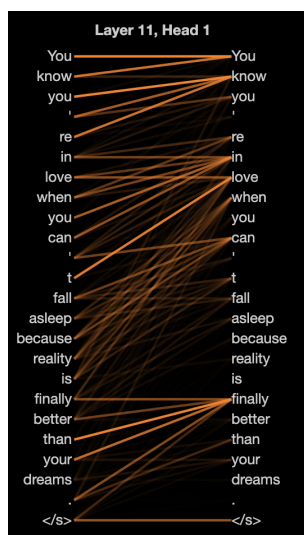 Layer 11, Head 1
You You
know know
you you
' '
re re
in in
love love
when when
you you
can can
' '
t t
fall fall
asleep asleep
because because
reality reality
is is
finally finally
better better
than than
your your
dreams dreams
. .
</s> </s>